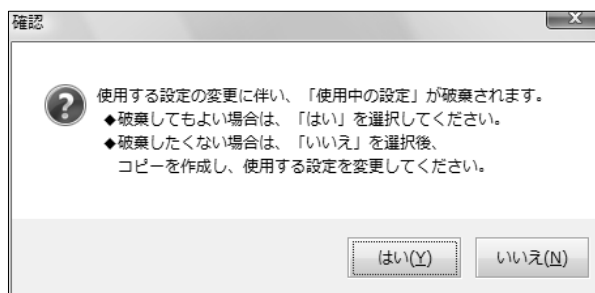 確認
使用する設定の変更に伴い、「使用中の設定」が破棄されます。
◆破棄してもよい場合は、「はい」を選択してください。
◆破棄したくない場合は、「いいえ」を選択後、
コピーを作成し、使用する設定を変更してください。
はい(Y)
いいえ(N)